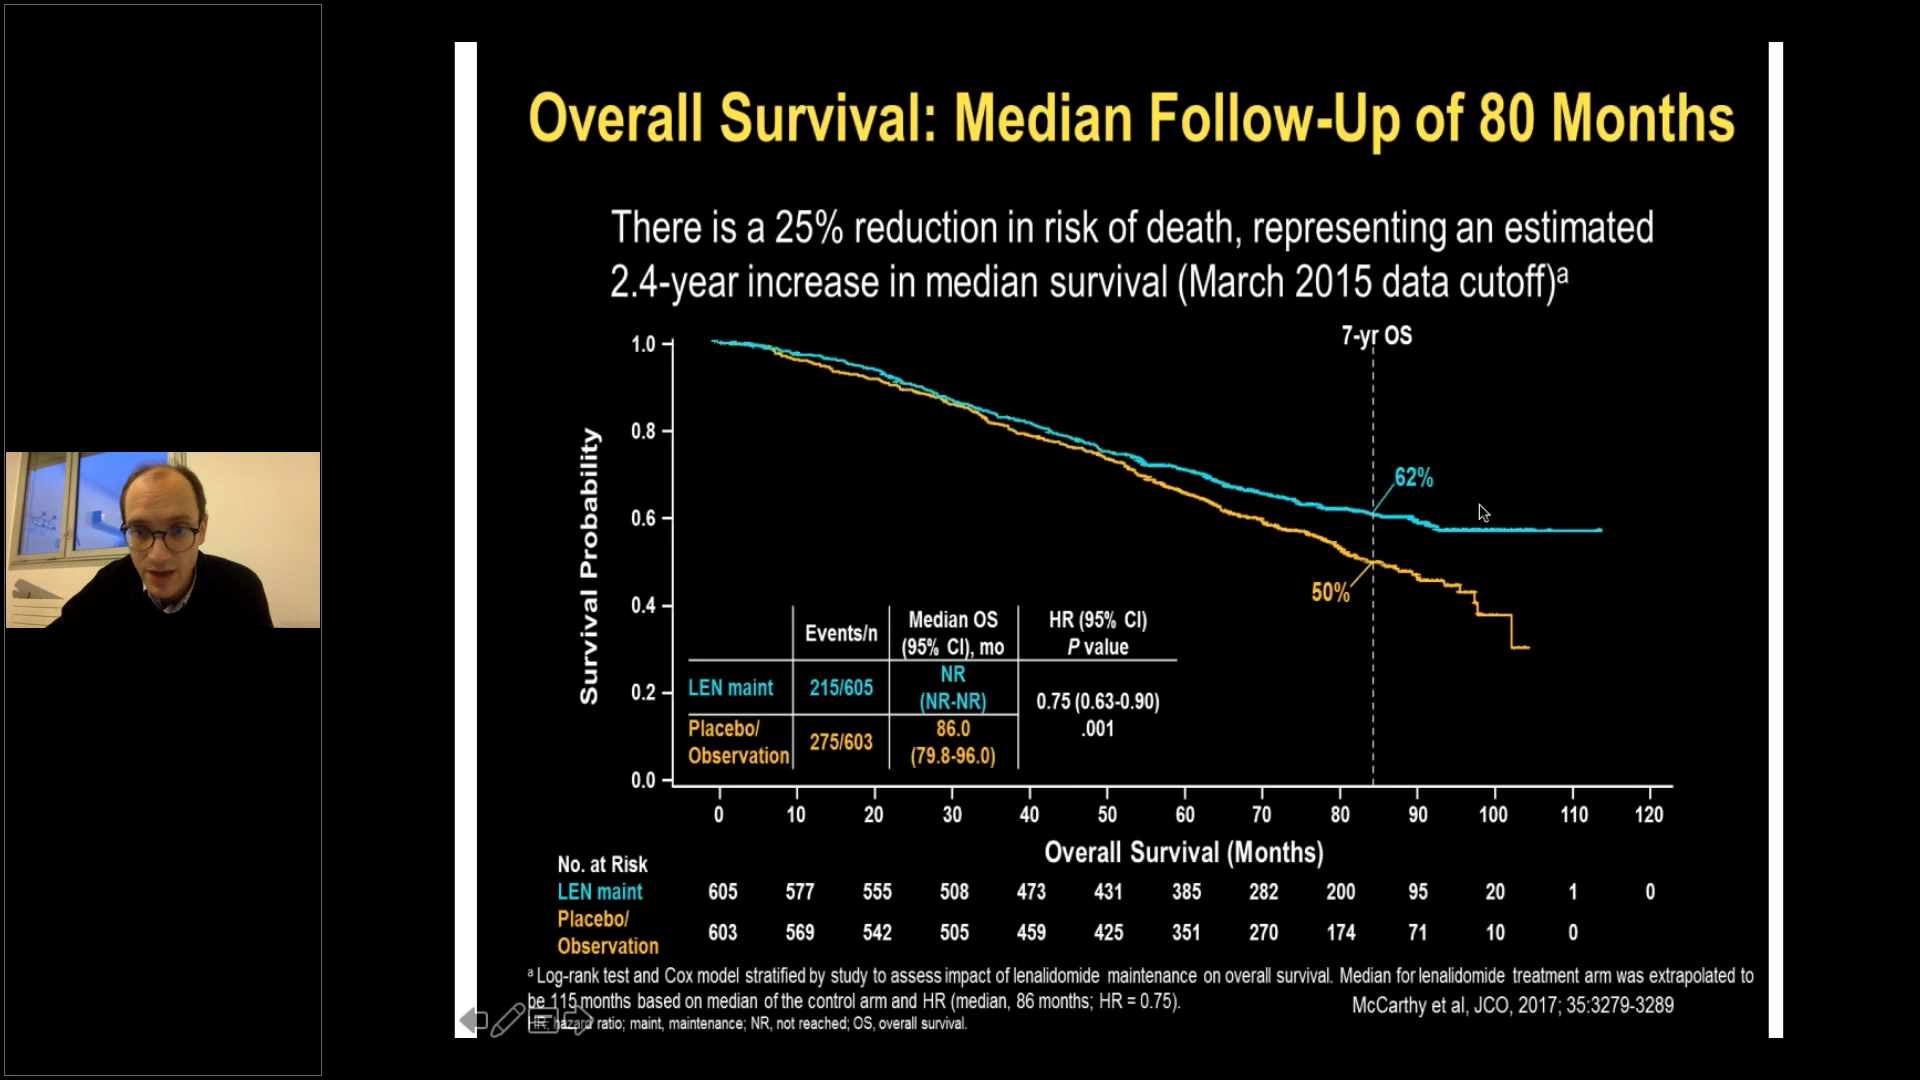 Overall Survival: Median Follow-Up of 80 Months
There is a 25% reduction in risk of death, representing an estimated
2.4-year increase in median survival (March 2015 data cutoff)ᵃ
7-yr OS
1.0
0.8
0.6
0.4
0.2
0.0
Survival Probability
62%
50%
Events/n
Median OS
(95% CI), mo
HR (95% CI)
P value
LEN maint
215/605
NR
(NR-NR)
0.75 (0.63-0.90)
.001
Placebo/
Observation
275/603
86.0
(79.8-96.0)
0 10 20 30 40 50 60 70 80 90 100 110 120
Overall Survival (Months)
No. at Risk
LEN maint 605 577 555 508 473 431 385 282 200 95 20 1 0
Placebo/
Observation 603 569 542 505 459 425 351 270 174 71 10 0
ᵃ Log-rank test and Cox model stratified by study to assess impact of lenalidomide maintenance on overall survival. Median for lenalidomide treatment arm was extrapolated to
be 115 months based on median of the control arm and HR (median, 86 months; HR = 0.75).
McCarthy et al, JCO, 2017; 35:3279-3289
HR, hazard ratio; maint, maintenance; NR, not reached; OS, overall survival.